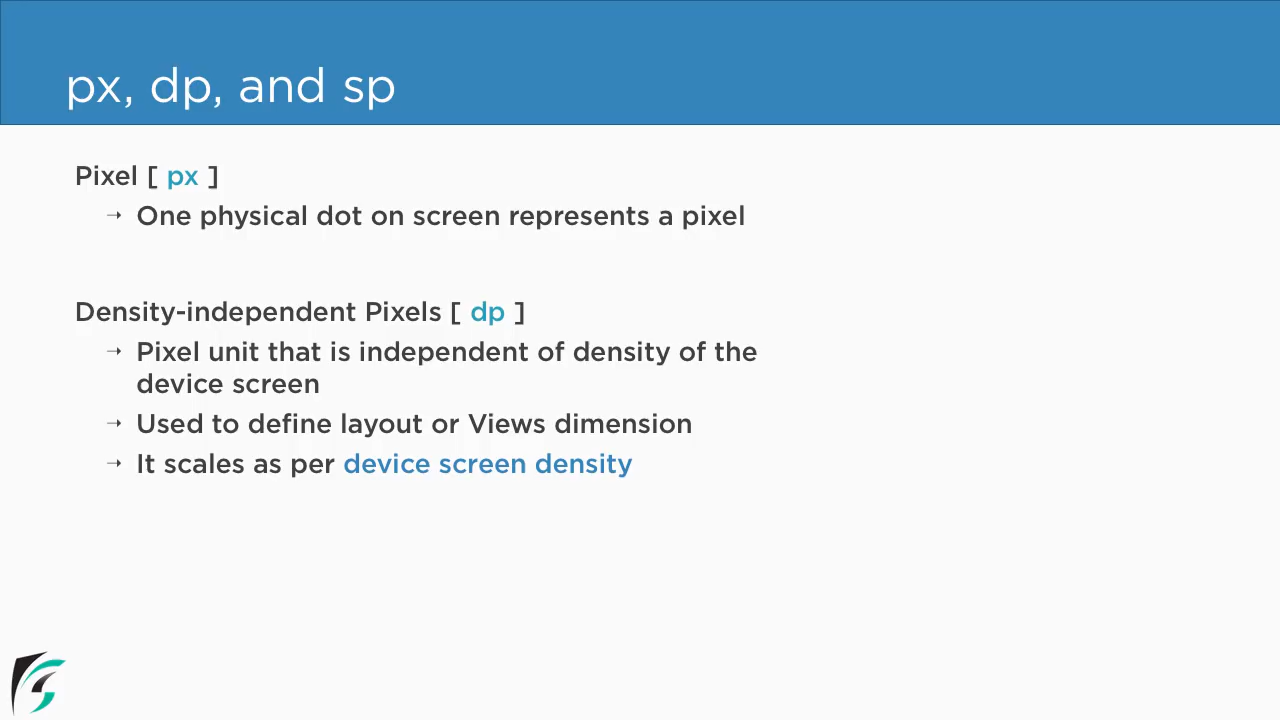 px, dp, and sp
Pixel [ px ]
➝ One physical dot on screen represents a pixel
Density-independent Pixels [ dp ]
➝ Pixel unit that is independent of density of the
device screen
➝ Used to define layout or Views dimension
➝ It scales as per device screen density